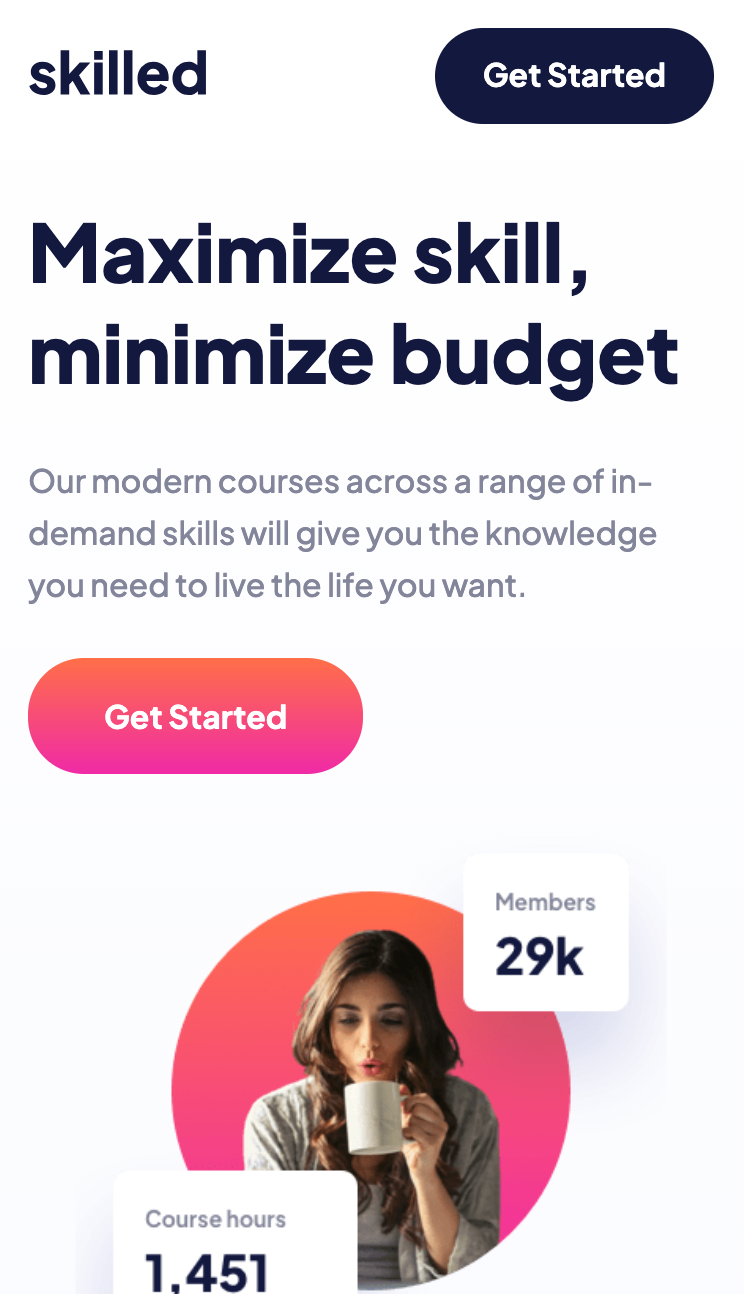 skilled
Get Started
Maximize skill,
minimize budget
Our modern courses across a range of in-
demand skills will give you the knowledge
you need to live the life you want.
Get Started
Members
29k
Course hours
1,451